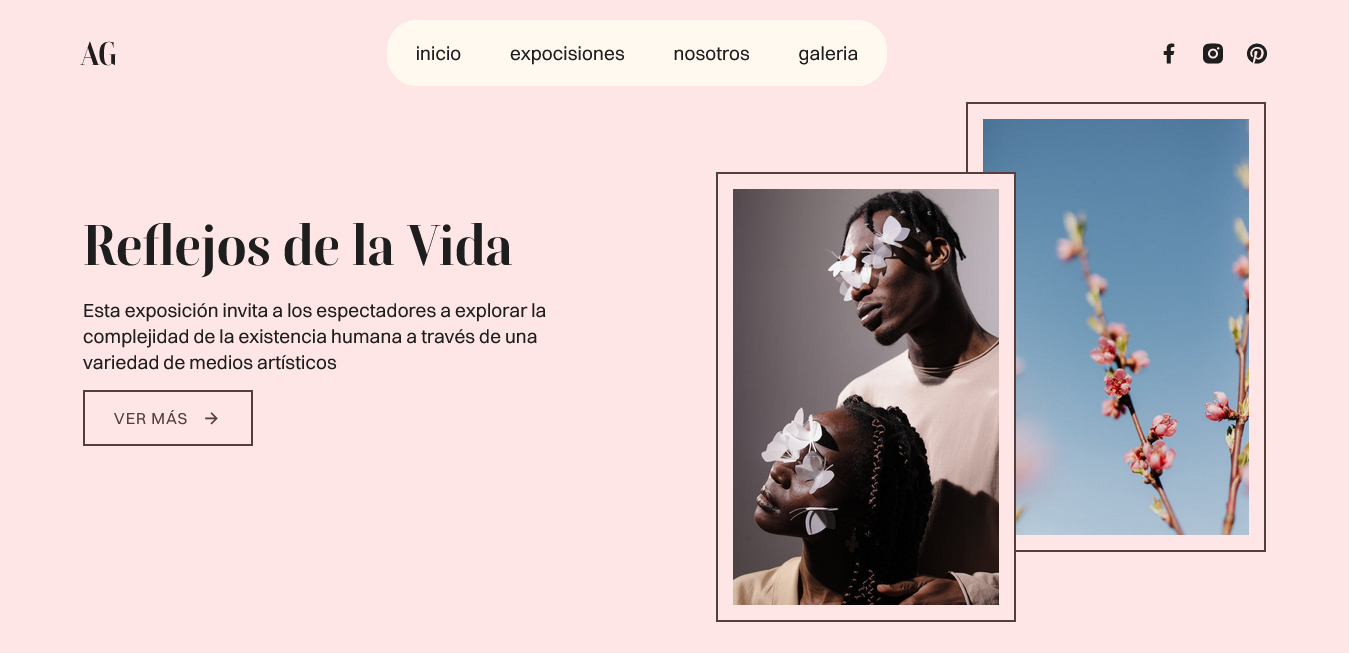 AG
inicio expocisiones nosotros galeria
Reflejos de la Vida
Esta exposición invita a los espectadores a explorar la
complejidad de la existencia humana a través de una
variedad de medios artísticos
VER MÁS